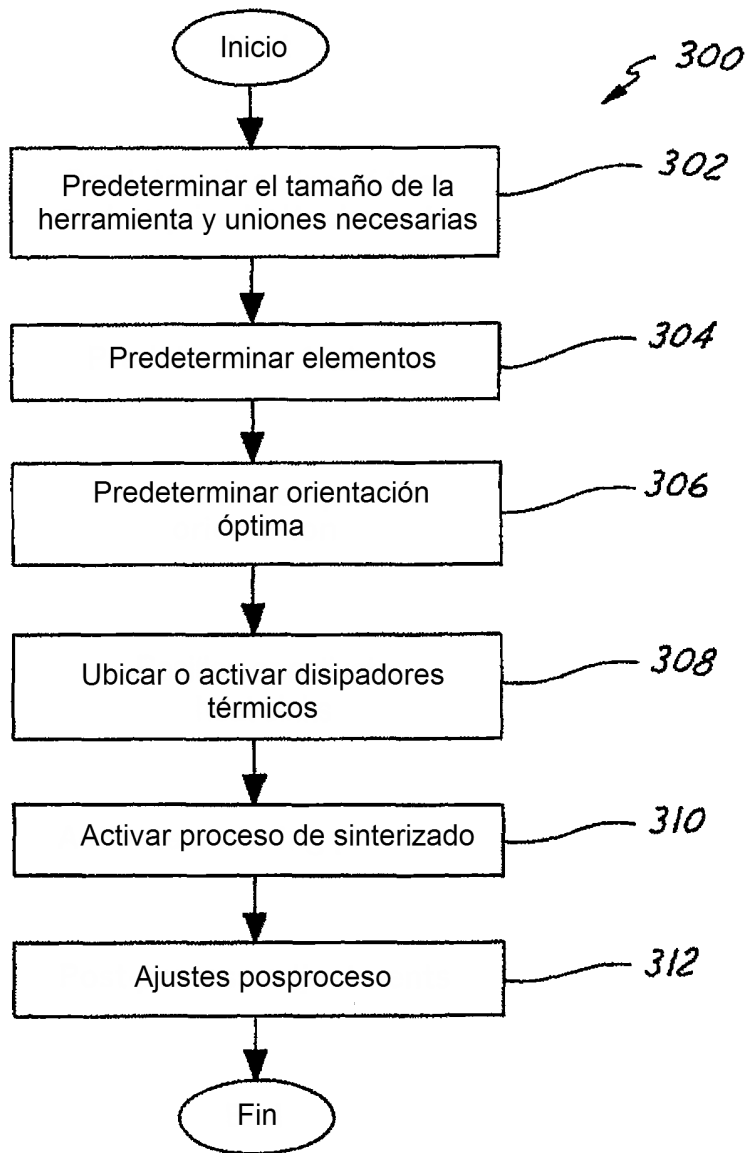 Inicio
300
Predeterminar el tamaño de la
herramienta y uniones necesarias
302
Predeterminar elementos
304
Predeterminar orientación
óptima
306
Ubicar o activar disipadores
térmicos
308
Activar proceso de sinterizado
310
Ajustes posproceso
312
Fin